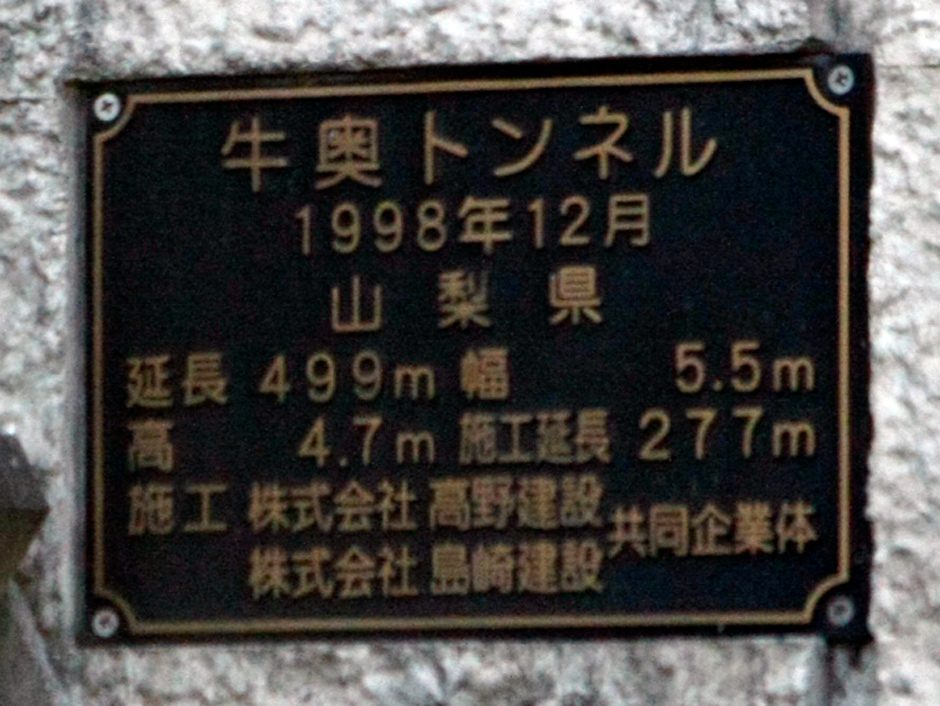 牛奥トンネル
1998年12月
山梨県
延長 499m 幅 5.5m
高 4.7m 施工延長 277m
施工 株式会社 髙野建設 共同企業体
株式会社 島崎建設